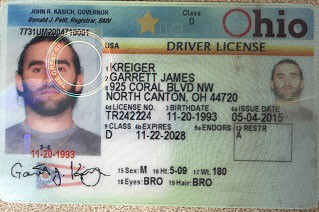 JOHN R. KASICH, GOVERNOR
Donald J. Petit, Registrar, BMV
CLASS
D
Ohio
USA
DRIVER LICENSE
KREIGER
GARRETT JAMES
925 CORAL BLVD NW
NORTH CANTON, OH 44720
4d LICENSE NO.
3 BIRTHDATE
4a ISSUE DATE
TR242224
11-20-1993
05-04-2015
9 CLASS
4b EXPIRES
9a ENDORS
12 RESTR
D
11-22-2028
A
11-20-1993
15 Sex: M
16 Ht: 5-09
17 Wt: 180
18 Eyes: BRO
19 Hair: BRO